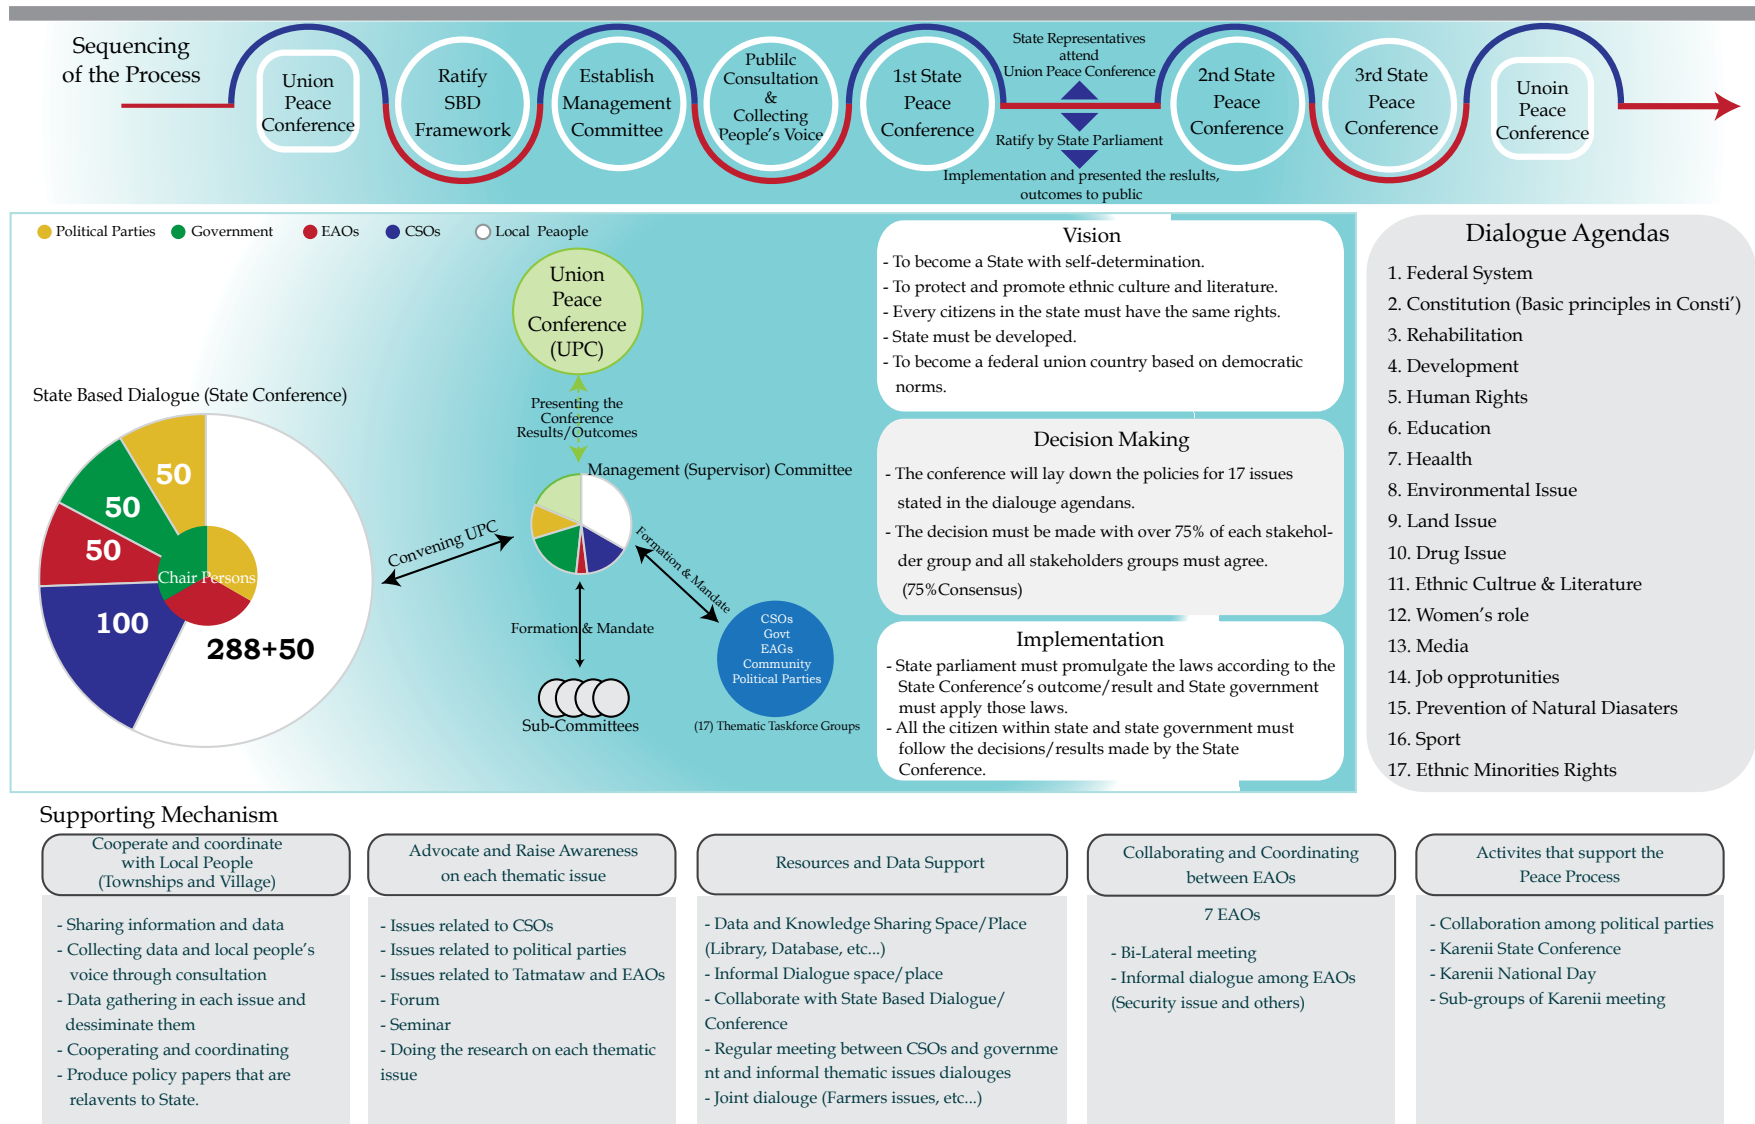 Sequencing
of the Process
Union
Peace
Conference
Ratify
SBD
Framework
Establish
Management
Committee
Publilc
Consultation
&
Collecting
People's Voice
1st State
Peace
Conference
State Representatives
attend
Union Peace Conference
Ratify by State Parliament
Implementation and presented the reslults,
outcomes to public
2nd State
Peace
Conference
3rd State
Peace
Conference
Unoin
Peace
Conference
Political Parties
Government
EAOs
CSOs
Local Peaople
Union
Peace
Conference
(UPC)
Presenting the
Conference
Results/Outcomes
State Based Dialogue (State Conference)
50
50
50
100
288+50
Chair Persons
Management (Supervisor) Committee
Convening UPC
Formation & Mandate
Formation & Mandate
Sub-Committees
CSOs
Govt
EAGs
Community
Political Parties
(17) Thematic Taskforce Groups
Vision
- To become a State with self-determination.
- To protect and promote ethnic culture and literature.
- Every citizens in the state must have the same rights.
- State must be developed.
- To become a federal union country based on democratic
norms.
Decision Making
- The conference will lay down the policies for 17 issues
stated in the dialouge agendans.
- The decision must be made with over 75% of each stakehol-
der group and all stakeholders groups must agree.
(75%Consensus)
Implementation
- State parliament must promulgate the laws according to the
State Conference's outcome/result and State government
must apply those laws.
- All the citizen within state and state government must
follow the decisions/results made by the State
Conference.
Dialogue Agendas
1. Federal System
2. Constitution (Basic principles in Consti')
3. Rehabilitation
4. Development
5. Human Rights
6. Education
7. Heaalth
8. Environmental Issue
9. Land Issue
10. Drug Issue
11. Ethnic Cultrue & Literature
12. Women's role
13. Media
14. Job opprotunities
15. Prevention of Natural Diasaters
16. Sport
17. Ethnic Minorities Rights
Supporting Mechanism
Cooperate and coordinate
with Local People
(Townships and Village)
- Sharing information and data
- Collecting data and local people's
voice through consultation
- Data gathering in each issue and
dessiminate them
- Cooperating and coordinating
- Produce policy papers that are
relavents to State.
Advocate and Raise Awareness
on each thematic issue
- Issues related to CSOs
- Issues related to political parties
- Issues related to Tatmataw and EAOs
- Forum
- Seminar
- Doing the research on each thematic
issue
Resources and Data Support
- Data and Knowledge Sharing Space/Place
(Library, Database, etc...)
- Informal Dialogue space/place
- Collaborate with State Based Dialogue/
Conference
- Regular meeting between CSOs and governme
nt and informal thematic issues dialouges
- Joint dialouge (Farmers issues, etc...)
Collaborating and Coordinating
between EAOs
7 EAOs
- Bi-Lateral meeting
- Informal dialogue among EAOs
(Security issue and others)
Activites that support the
Peace Process
- Collaboration among political parties
- Karenii State Conference
- Karenii National Day
- Sub-groups of Karenii meeting